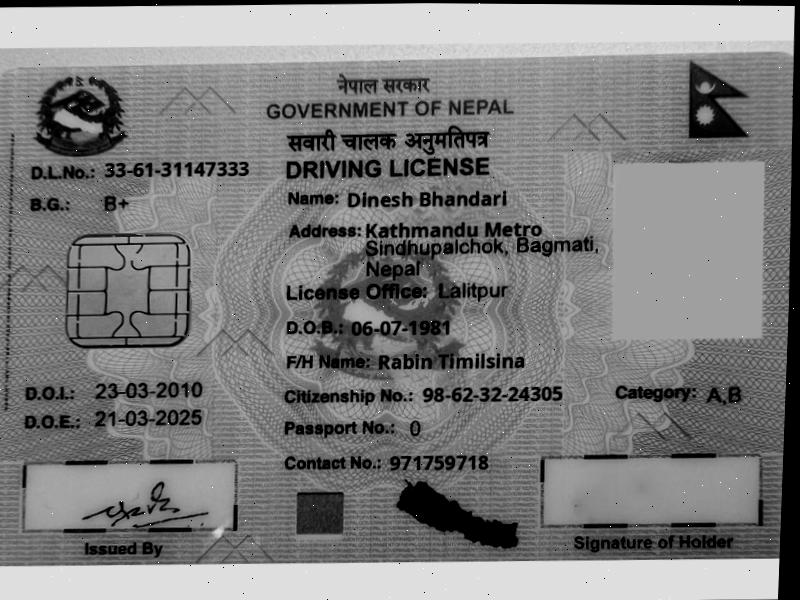 नेपाल सरकार
GOVERNMENT OF NEPAL
सवारी चालक अनुमतिपत्र
DRIVING LICENSE
D.L.No.: 33-61-31147333
B.G.: B+
Name: Dinesh Bhandari
Address: Kathmandu Metro
Sindhupalchok, Bagmati,
Nepal
License Office: Lalitpur
D.O.B.: 06-07-1981
F/H Name: Rabin Timilsina
D.O.I.: 23-03-2010
Citizenship No.: 98-62-32-24305
Category: A,B
D.O.E.: 21-03-2025
Passport No.: 0
Contact No.: 971759718
Issued By
Signature of Holder